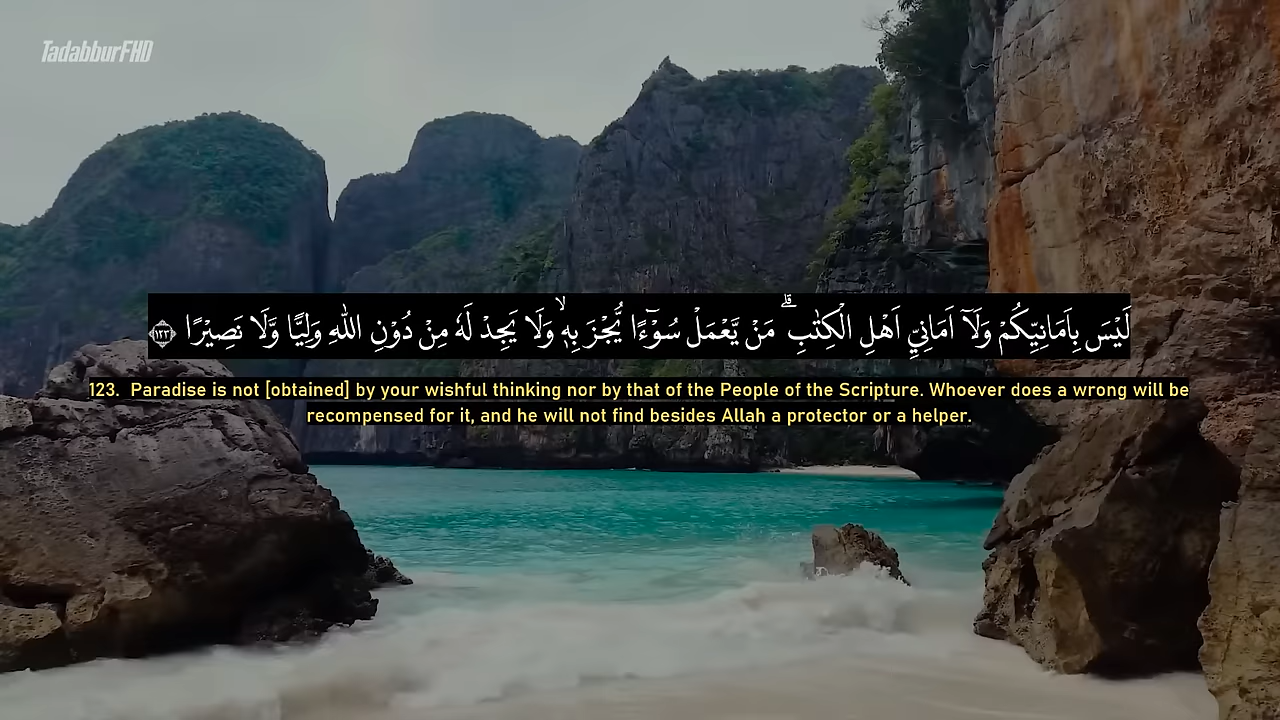 TadabburFHD
لَيْسَ بِاَمَانِيِّكُمْ وَلَآ اَمَانِيِّ اَهْلِ الْكِتٰبِ ۗ مَنْ يَّعْمَلْ سُوْۤءًا يُّجْزَ بِهٖۙ وَلَا يَجِدْ لَهٗ مِنْ دُوْنِ اللّٰهِ وَلِيًّا وَّلَا نَصِيْرًا ١٢٣
123. Paradise is not [obtained] by your wishful thinking nor by that of the People of the Scripture. Whoever does a wrong will be
recompensed for it, and he will not find besides Allah a protector or a helper.